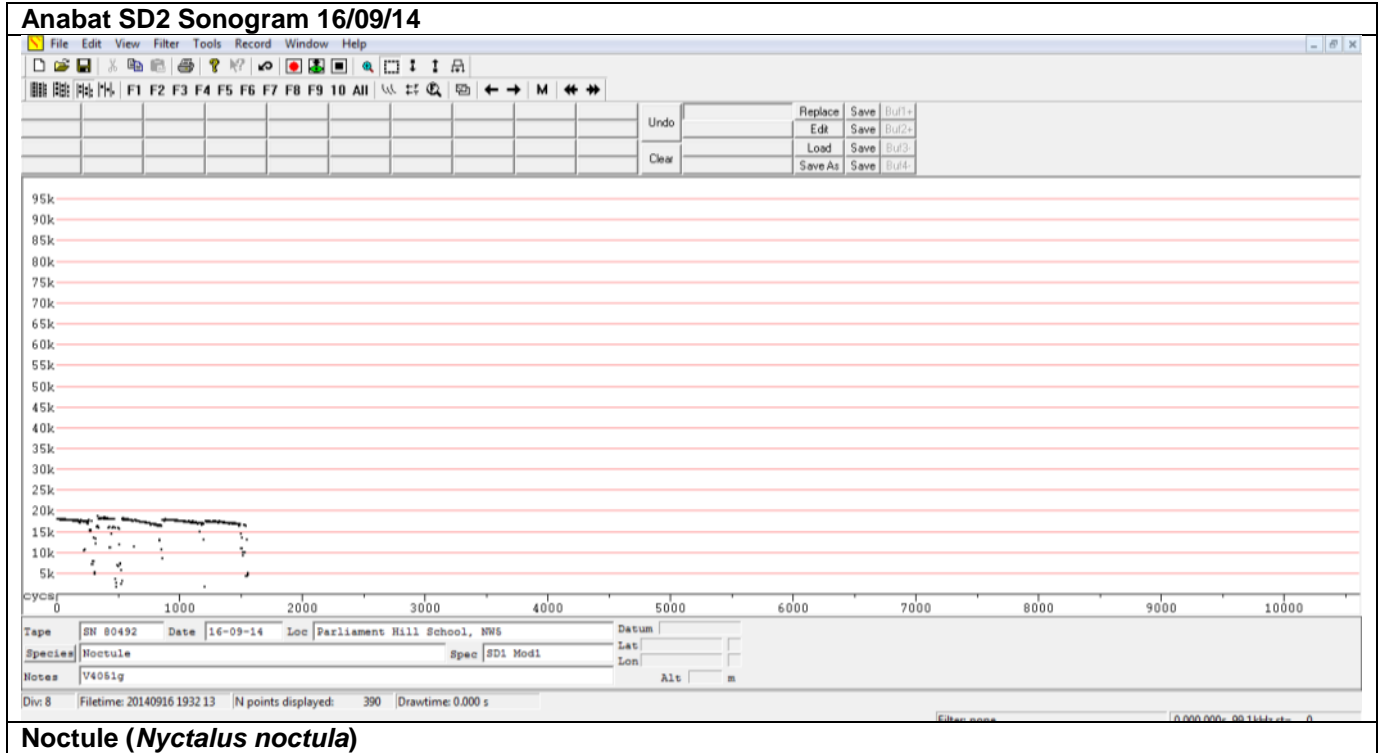 Anabat SD2 Sonogram 16/09/14
File Edit View Filter Tools Record Window Help
F1 F2 F3 F4 F5 F6 F7 F8 F9 10 All M
Undo Replace Save Buf1+
Edit Save Buf2+
Clear Load Save Buf3-
Save As Save Buf4-
95k
90k
85k
80k
75k
70k
65k
60k
55k
50k
45k
40k
35k
30k
25k
20k
15k
10k
5k
cycs
0 1000 2000 3000 4000 5000 6000 7000 8000 9000 10000
Tape SN 80492 Date 16-09-14 Loc Parliament Hill School, NW5 Datum
Species Noctule Spec SD1 Mod1 Lat
Lon
Notes V4051g Alt m
Div: 8 Filetime: 20140916 1932 13 N points displayed: 390 Drawtime: 0.000 s
Filter: none
Noctule (Nyctalus noctula)